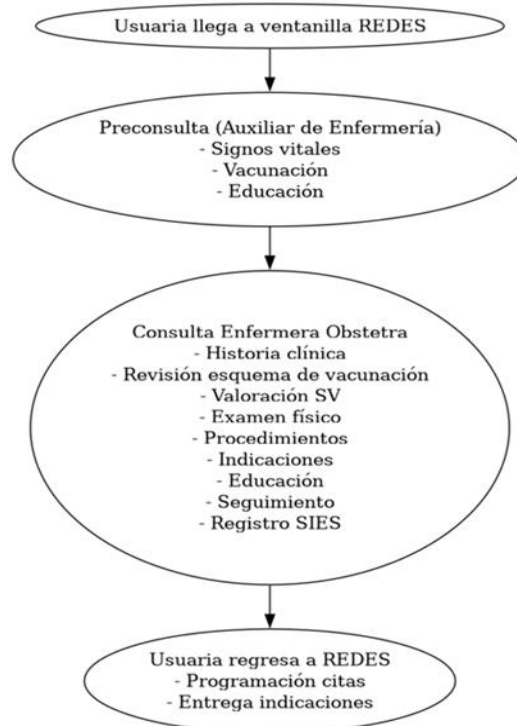 Usuaria llega a ventanilla REDES
Preconsulta (Auxiliar de Enfermería)
- Signos vitales
- Vacunación
- Educación
Consulta Enfermera Obstetra
- Historia clínica
- Revisión esquema de vacunación
- Valoración SV
- Examen físico
- Procedimientos
- Indicaciones
- Educación
- Seguimiento
- Registro SIES
Usuaria regresa a REDES
- Programación citas
- Entrega indicaciones